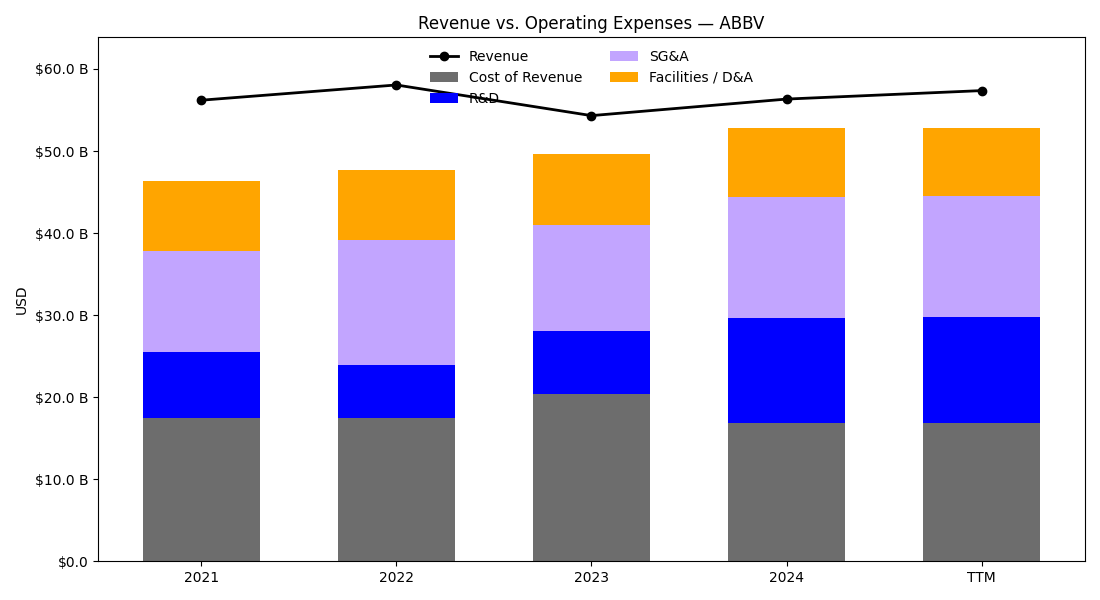 Revenue vs. Operating Expenses — ABBV
Revenue
Cost of Revenue
R&D
SG&A
Facilities / D&A
$60.0 B
$50.0 B
$40.0 B
$30.0 B
$20.0 B
$10.0 B
$0.0
USD
2021 2022 2023 2024 TTM